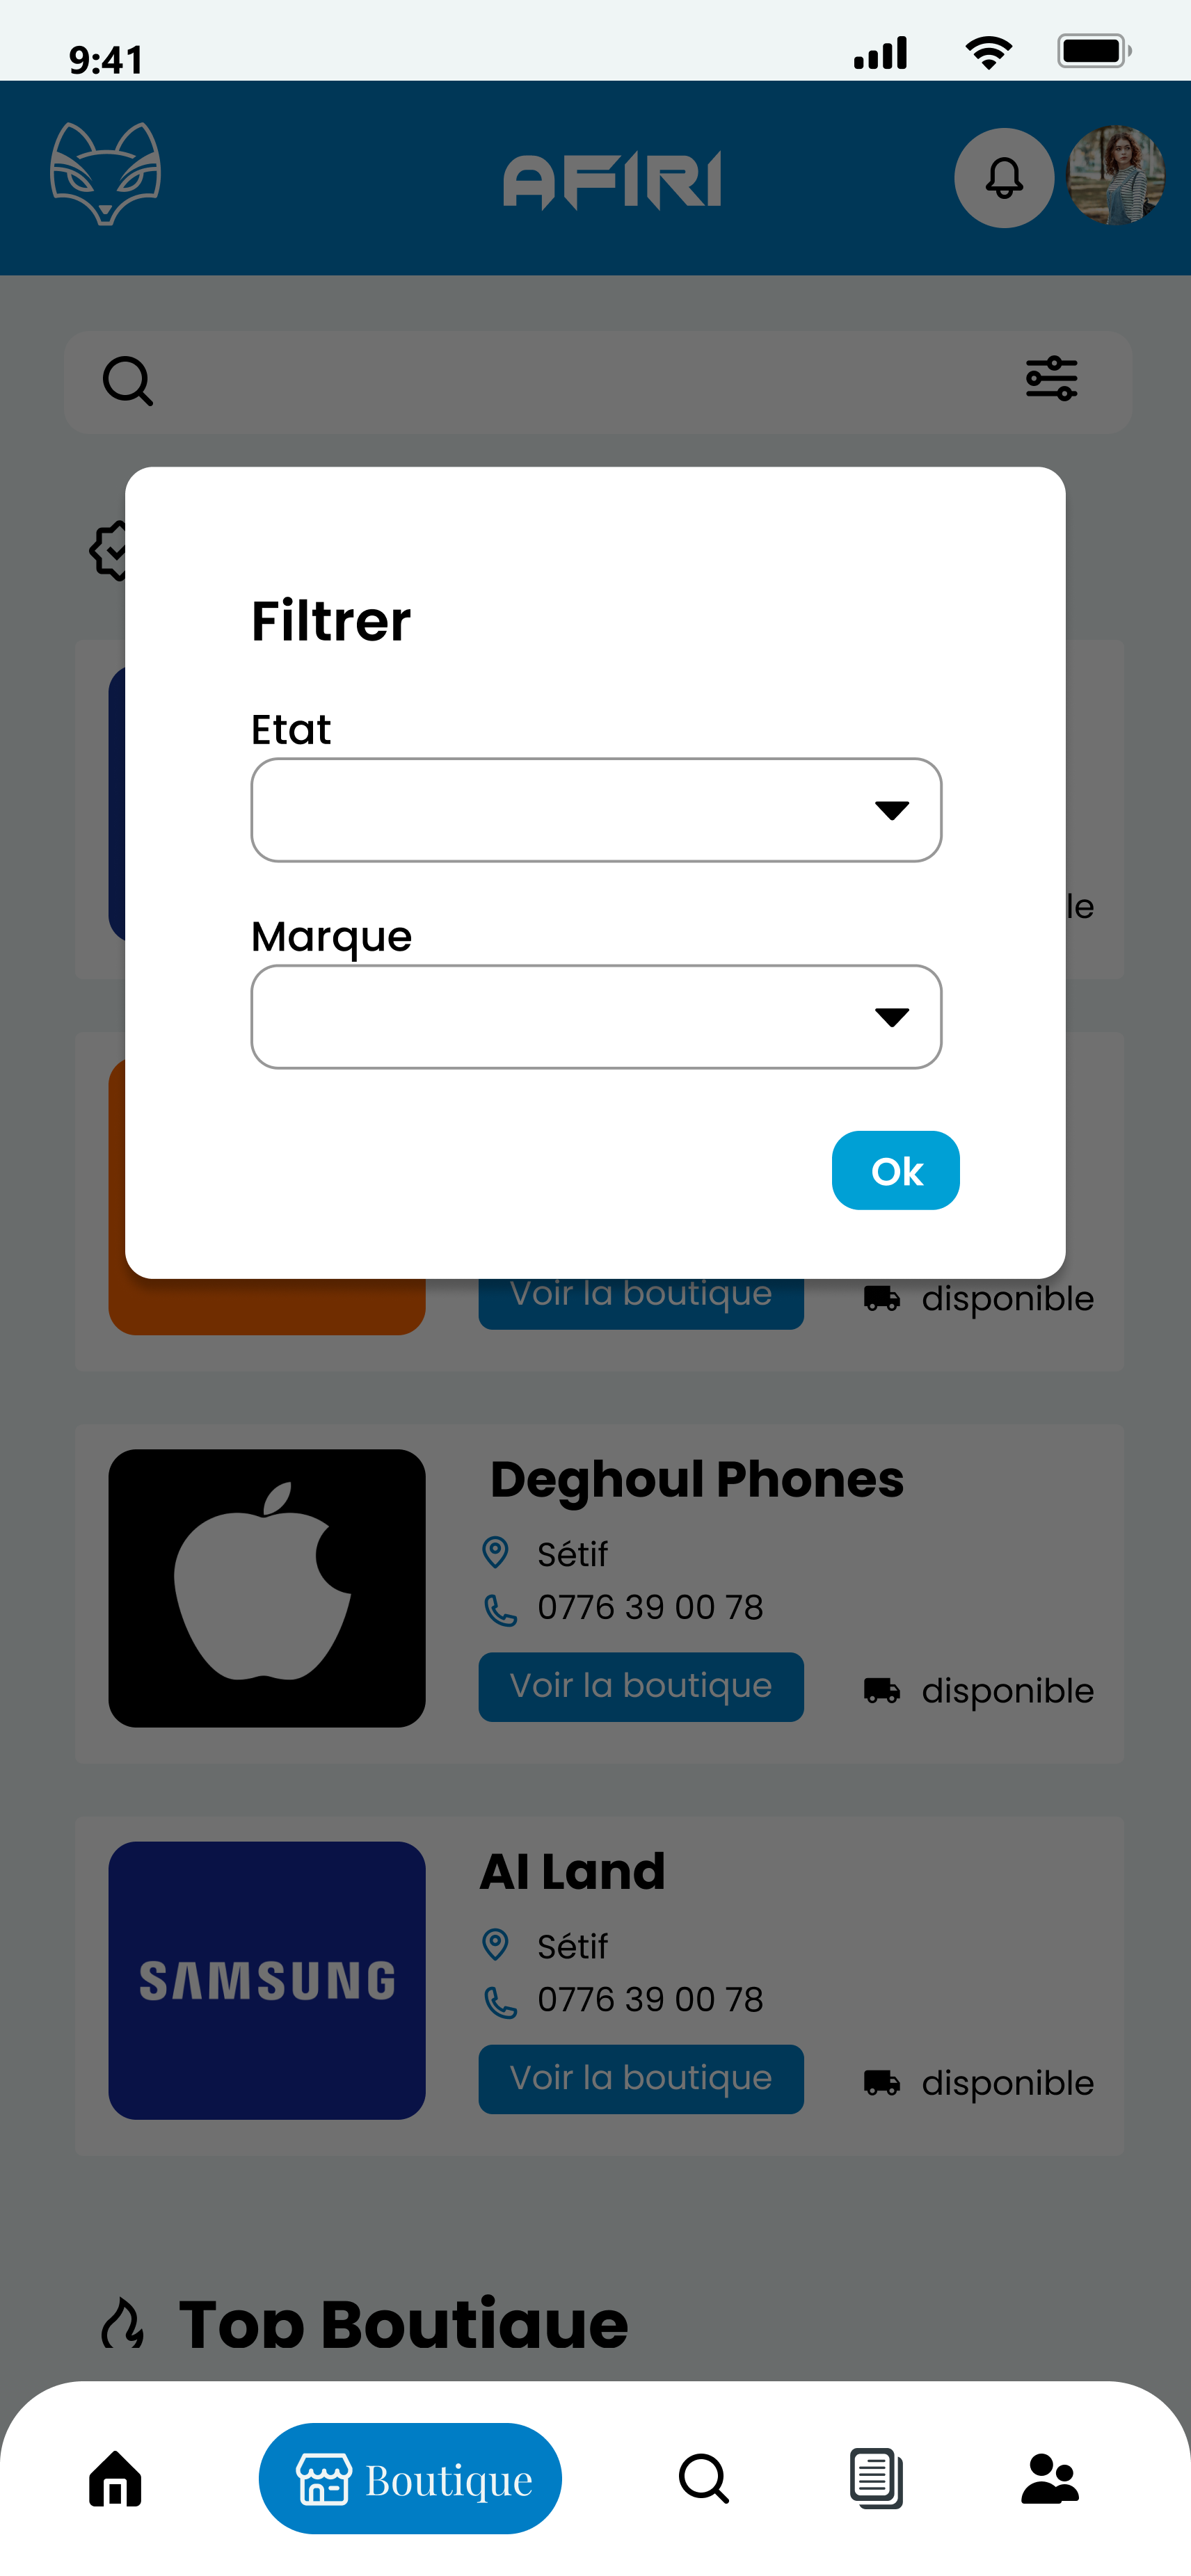 9:41
AFIRI
Filtrer
Etat
Marque
Ok
Voir la boutique
disponible
Deghoul Phones
Sétif
0776 39 00 78
Voir la boutique
disponible
SAMSUNG
AI Land
Sétif
0776 39 00 78
Voir la boutique
disponible
Top Boutique
Boutique